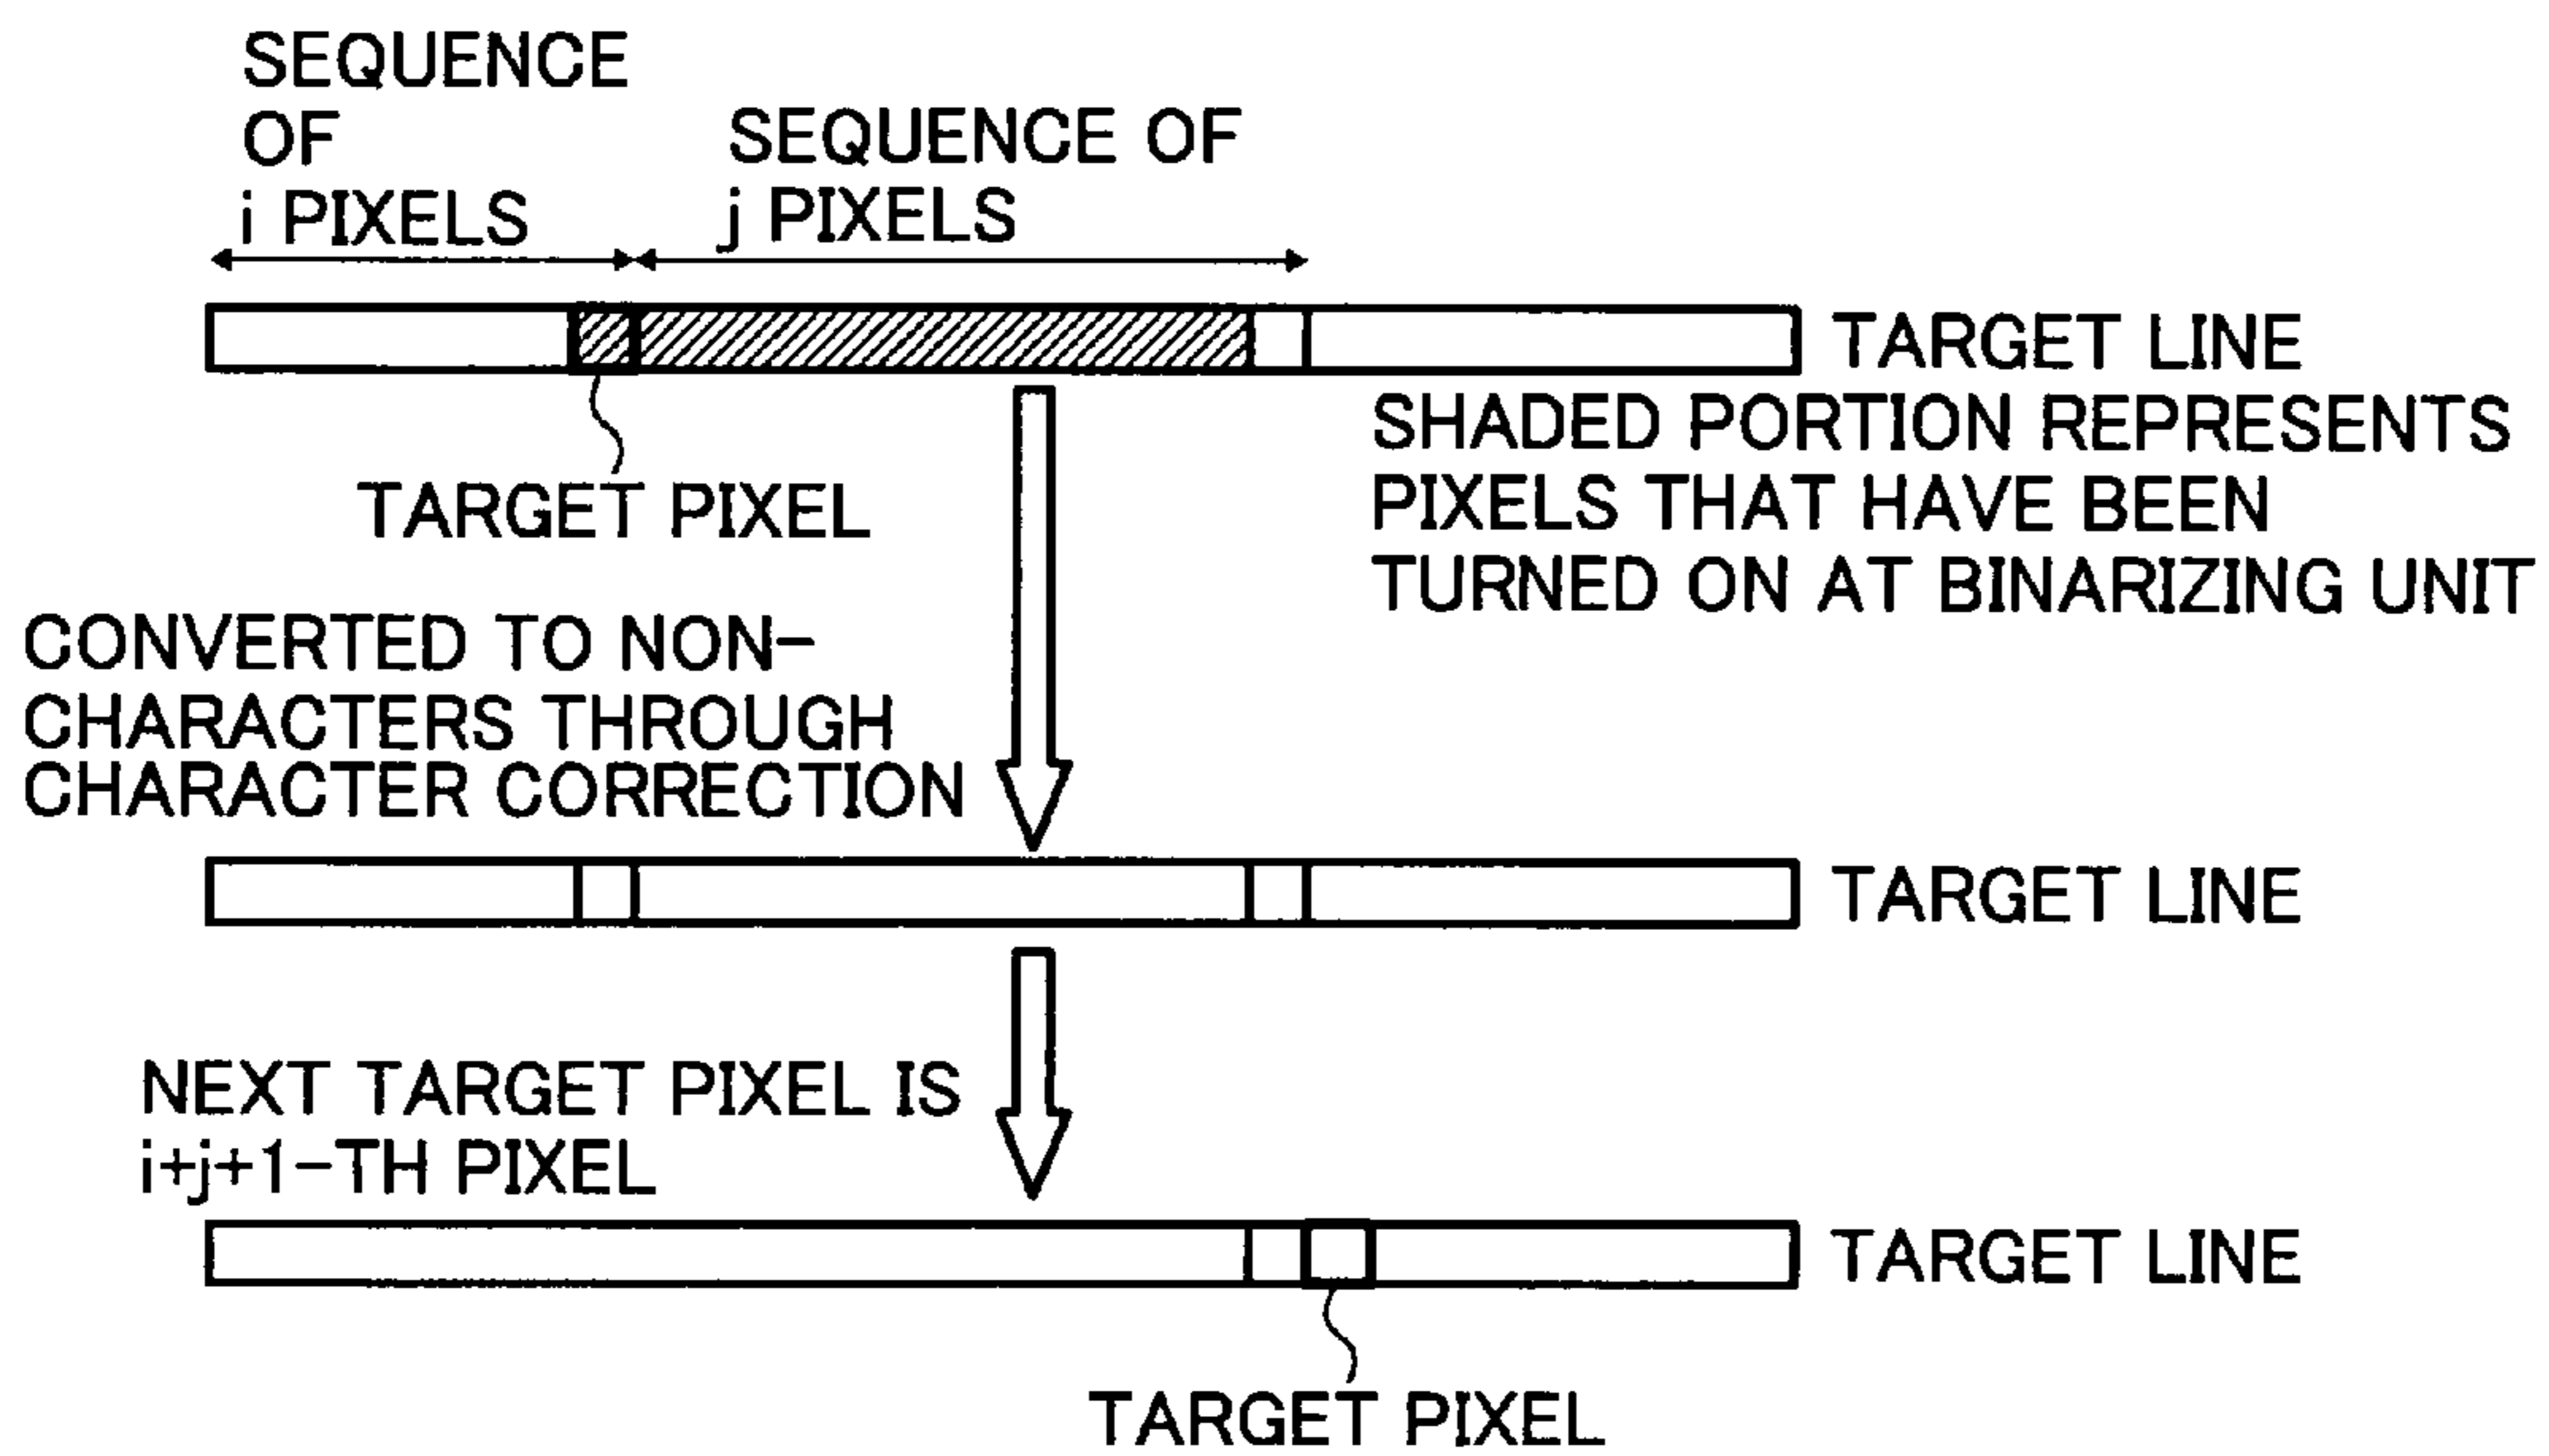 SEQUENCE
OF
i PIXELS
SEQUENCE OF
j PIXELS
TARGET LINE
SHADED PORTION REPRESENTS
PIXELS THAT HAVE BEEN
TURNED ON AT BINARIZING UNIT
TARGET PIXEL
CONVERTED TO NON-
CHARACTERS THROUGH
CHARACTER CORRECTION
TARGET LINE
NEXT TARGET PIXEL IS
i+j+1-TH PIXEL
TARGET LINE
TARGET PIXEL